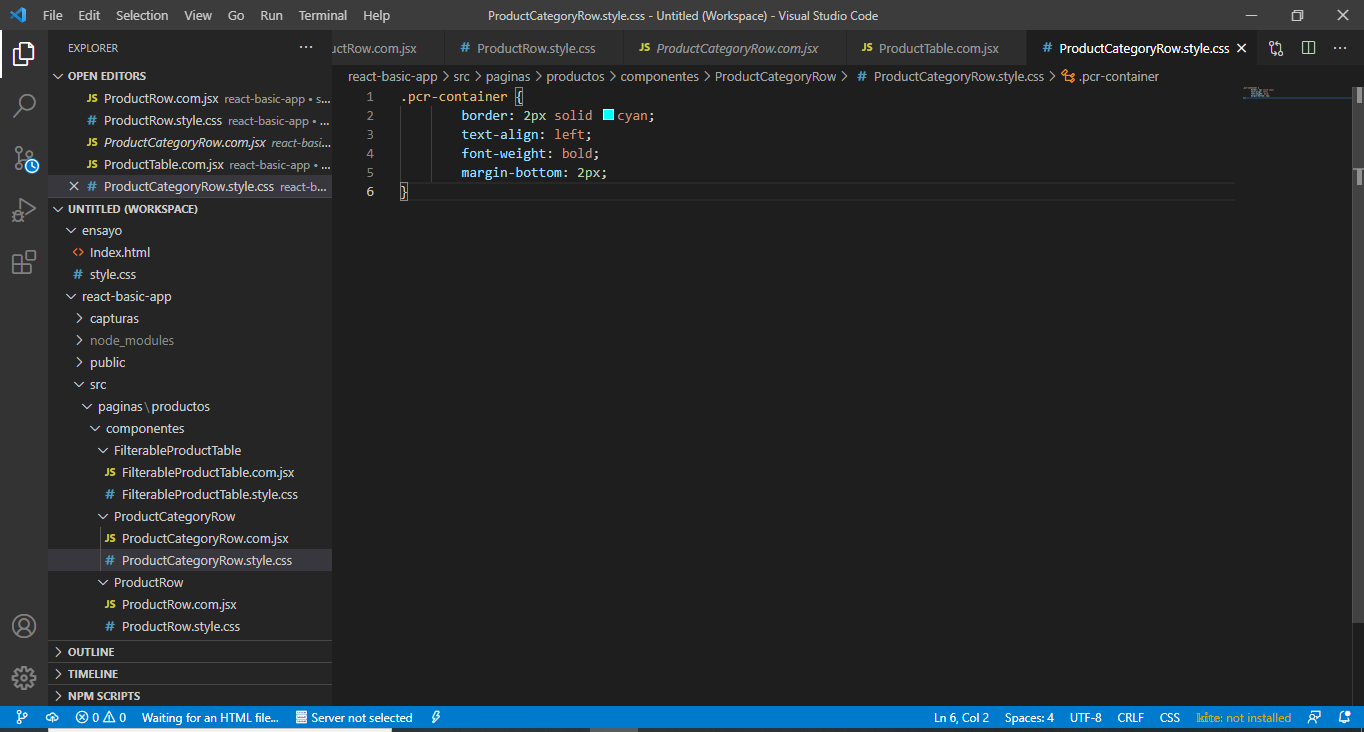 File Edit Selection View Go Run Terminal Help ProductCategoryRow.style.css - Untitled (Workspace) - Visual Studio Code
EXPLORER
uctRow.com.jsx # ProductRow.style.css JS ProductCategoryRow.com.jsx JS ProductTable.com.jsx # ProductCategoryRow.style.css
react-basic-app > src > paginas > productos > componentes > ProductCategoryRow > # ProductCategoryRow.style.css > .pcr-container
OPEN EDITORS
JS ProductRow.com.jsx react-basic-app • s...
# ProductRow.style.css react-basic-app • ...
JS ProductCategoryRow.com.jsx react-basi...
JS ProductTable.com.jsx react-basic-app • ...
# ProductCategoryRow.style.css react-b...
UNTITLED (WORKSPACE)
ensayo
<> Index.html
# style.css
react-basic-app
capturas
node_modules
public
src
paginas\productos
componentes
FilterableProductTable
JS FilterableProductTable.com.jsx
# FilterableProductTable.style.css
ProductCategoryRow
JS ProductCategoryRow.com.jsx
# ProductCategoryRow.style.css
ProductRow
JS ProductRow.com.jsx
# ProductRow.style.css
OUTLINE
TIMELINE
NPM SCRIPTS
1 .pcr-container {
2 border: 2px solid cyan;
3 text-align: left;
4 font-weight: bold;
5 margin-bottom: 2px;
6 }
0 0 Waiting for an HTML file... Server not selected Ln 6, Col 2 Spaces: 4 UTF-8 CRLF CSS kite: not installed